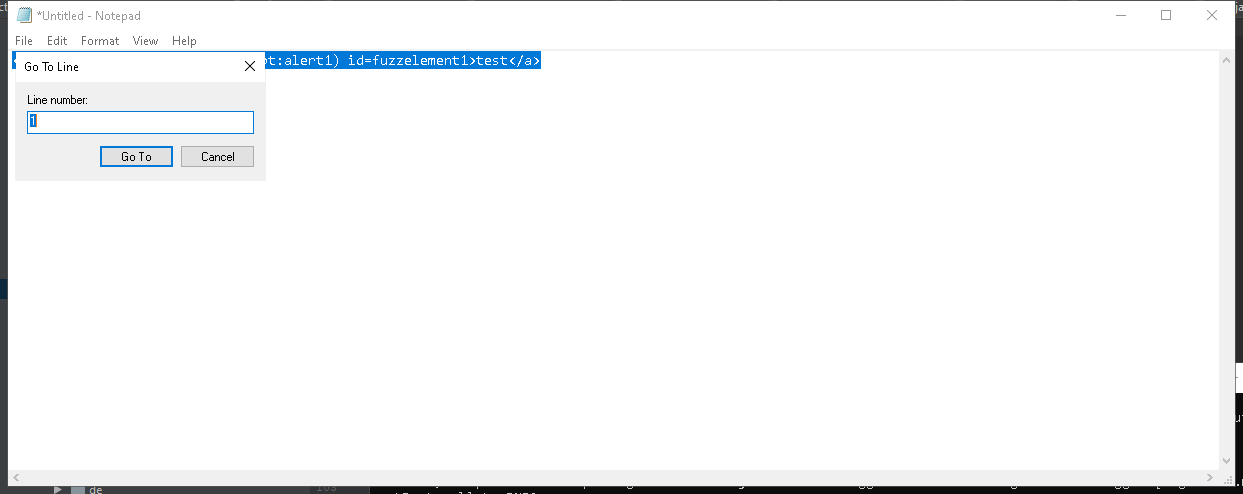 *Untitled - Notepad
File Edit Format View Help
t:alert1) id=fuzzelement1>test</a>
Go To Line
Line number:
1
Go To Cancel
de